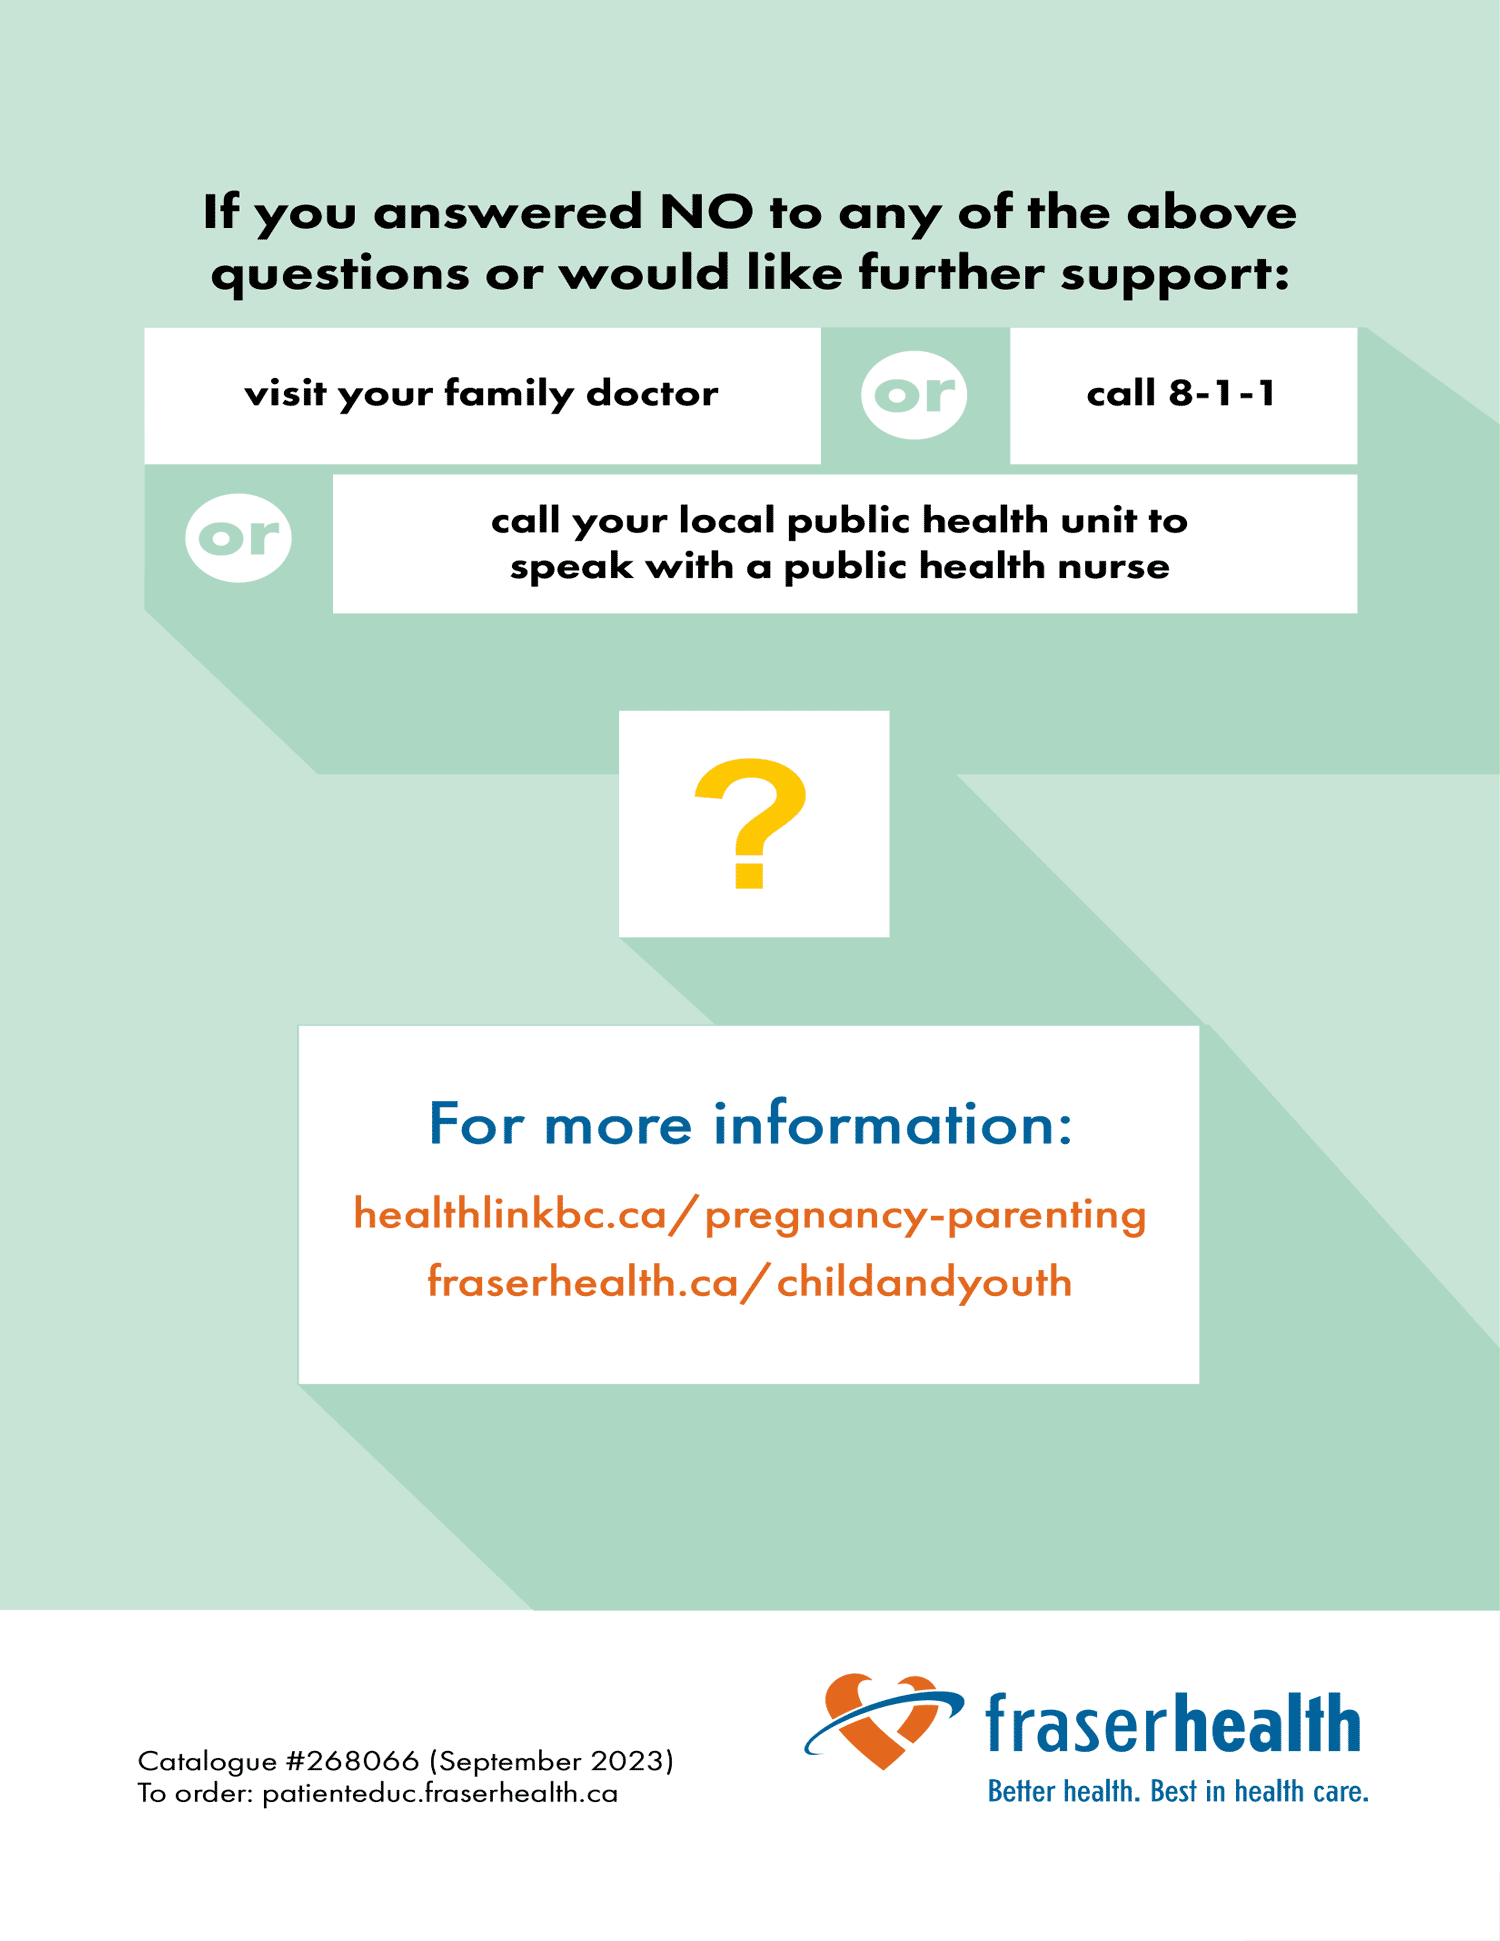 If you answered NO to any of the above
questions or would like further support:
visit your family doctor
or
call 8-1-1
or
call your local public health unit to
speak with a public health nurse
?
For more information:
healthlinkbc.ca/pregnancy-parenting
fraserhealth.ca/childandyouth
Catalogue #268066 (September 2023)
To order: patienteduc.fraserhealth.ca
fraserhealth
Better health. Best in health care.